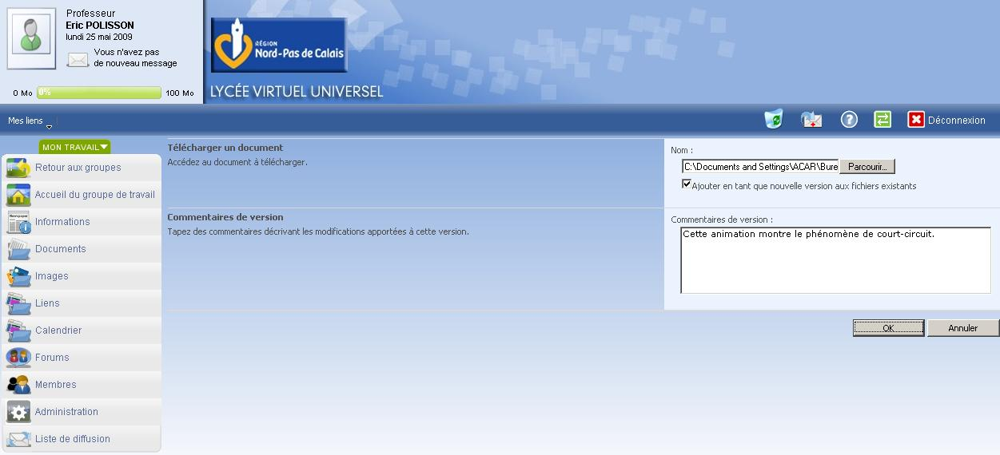 Professeur
Eric POLISSON
lundi 25 mai 2009
Vous n'avez pas
de nouveau message
0 Mo 0% 100 Mo
RÉGION
Nord-Pas de Calais
LYCÉE VIRTUEL UNIVERSEL
Mes liens
Déconnexion
MON TRAVAIL
Retour aux groupes
Accueil du groupe de travail
Informations
Documents
Images
Liens
Calendrier
Forums
Membres
Administration
Liste de diffusion
Télécharger un document
Accédez au document à télécharger.
Nom :
C:\Documents and Settings\ACAR\Bure Parcourir...
Ajouter en tant que nouvelle version aux fichiers existants
Commentaires de version
Tapez des commentaires décrivant les modifications apportées à cette version.
Commentaires de version :
Cette animation montre le phénomène de court-circuit.
OK Annuler